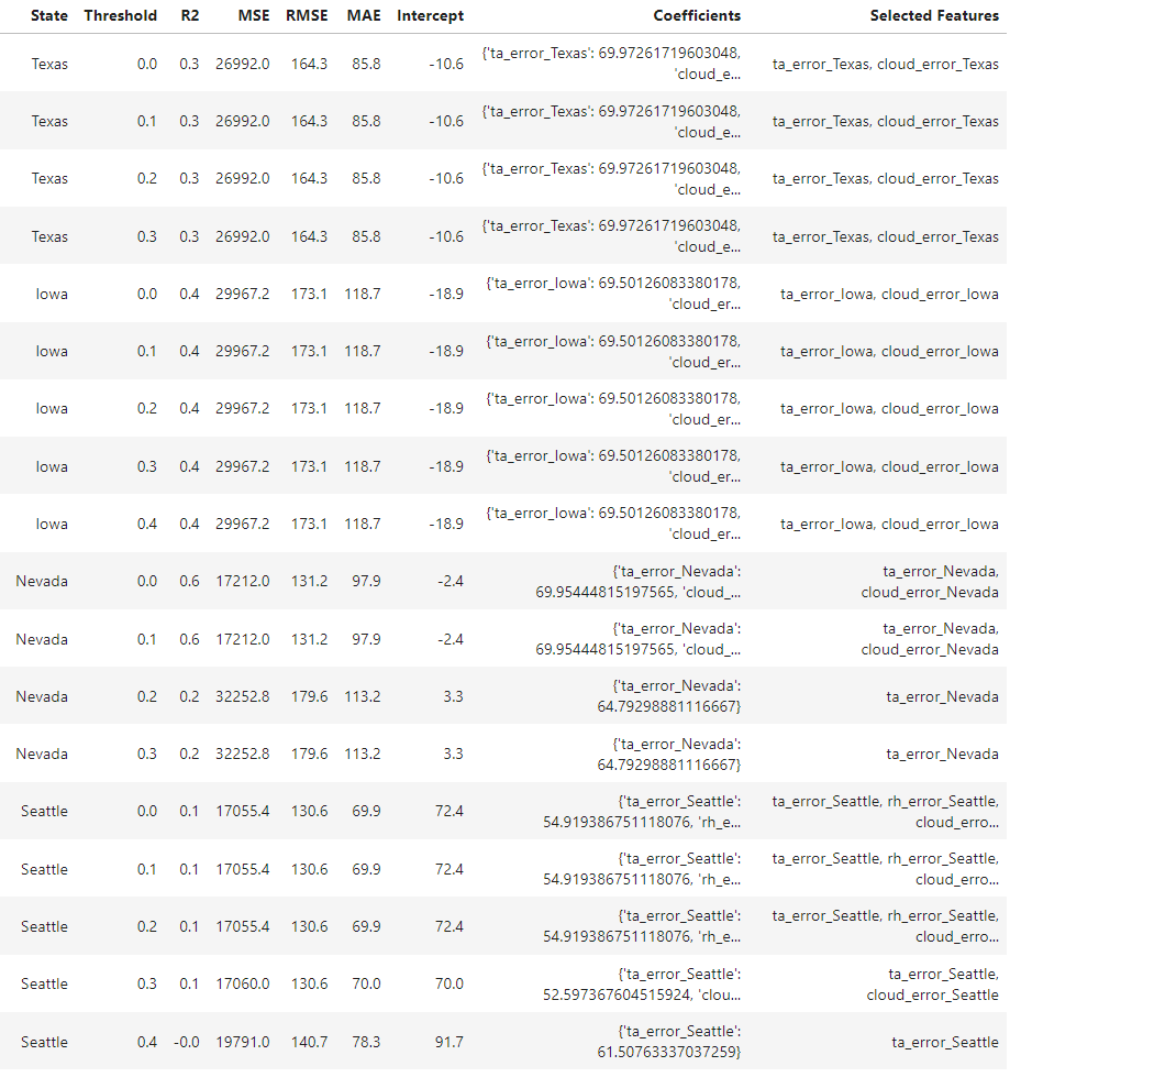 State Threshold R2 MSE RMSE MAE Intercept Coefficients Selected Features
Texas 0.0 0.3 26992.0 164.3 85.8 -10.6 {'ta_error_Texas': 69.97261719603048, ta_error_Texas, cloud_error_Texas
'cloud_e...
Texas 0.1 0.3 26992.0 164.3 85.8 -10.6 {'ta_error_Texas': 69.97261719603048, ta_error_Texas, cloud_error_Texas
'cloud_e...
Texas 0.2 0.3 26992.0 164.3 85.8 -10.6 {'ta_error_Texas': 69.97261719603048, ta_error_Texas, cloud_error_Texas
'cloud_e...
Texas 0.3 0.3 26992.0 164.3 85.8 -10.6 {'ta_error_Texas': 69.97261719603048, ta_error_Texas, cloud_error_Texas
'cloud_e...
Iowa 0.0 0.4 29967.2 173.1 118.7 -18.9 {'ta_error_Iowa': 69.50126083380178, ta_error_Iowa, cloud_error_Iowa
'cloud_er...
Iowa 0.1 0.4 29967.2 173.1 118.7 -18.9 {'ta_error_Iowa': 69.50126083380178, ta_error_Iowa, cloud_error_Iowa
'cloud_er...
Iowa 0.2 0.4 29967.2 173.1 118.7 -18.9 {'ta_error_Iowa': 69.50126083380178, ta_error_Iowa, cloud_error_Iowa
'cloud_er...
Iowa 0.3 0.4 29967.2 173.1 118.7 -18.9 {'ta_error_Iowa': 69.50126083380178, ta_error_Iowa, cloud_error_Iowa
'cloud_er...
Iowa 0.4 0.4 29967.2 173.1 118.7 -18.9 {'ta_error_Iowa': 69.50126083380178, ta_error_Iowa, cloud_error_Iowa
'cloud_er...
Nevada 0.0 0.6 17212.0 131.2 97.9 -2.4 {'ta_error_Nevada': ta_error_Nevada,
69.95444815197565, 'cloud_... cloud_error_Nevada
Nevada 0.1 0.6 17212.0 131.2 97.9 -2.4 {'ta_error_Nevada': ta_error_Nevada,
69.95444815197565, 'cloud_... cloud_error_Nevada
Nevada 0.2 0.2 32252.8 179.6 113.2 3.3 {'ta_error_Nevada': ta_error_Nevada
64.79298881116667}
Nevada 0.3 0.2 32252.8 179.6 113.2 3.3 {'ta_error_Nevada': ta_error_Nevada
64.79298881116667}
Seattle 0.0 0.1 17055.4 130.6 69.9 72.4 {'ta_error_Seattle': ta_error_Seattle, rh_error_Seattle,
54.919386751118076, 'rh_e... cloud_erro...
Seattle 0.1 0.1 17055.4 130.6 69.9 72.4 {'ta_error_Seattle': ta_error_Seattle, rh_error_Seattle,
54.919386751118076, 'rh_e... cloud_erro...
Seattle 0.2 0.1 17055.4 130.6 69.9 72.4 {'ta_error_Seattle': ta_error_Seattle, rh_error_Seattle,
54.919386751118076, 'rh_e... cloud_erro...
Seattle 0.3 0.1 17060.0 130.6 70.0 70.0 {'ta_error_Seattle': ta_error_Seattle,
52.597367604515924, 'clou... cloud_error_Seattle
Seattle 0.4 -0.0 19791.0 140.7 78.3 91.7 {'ta_error_Seattle': ta_error_Seattle
61.50763337037259}